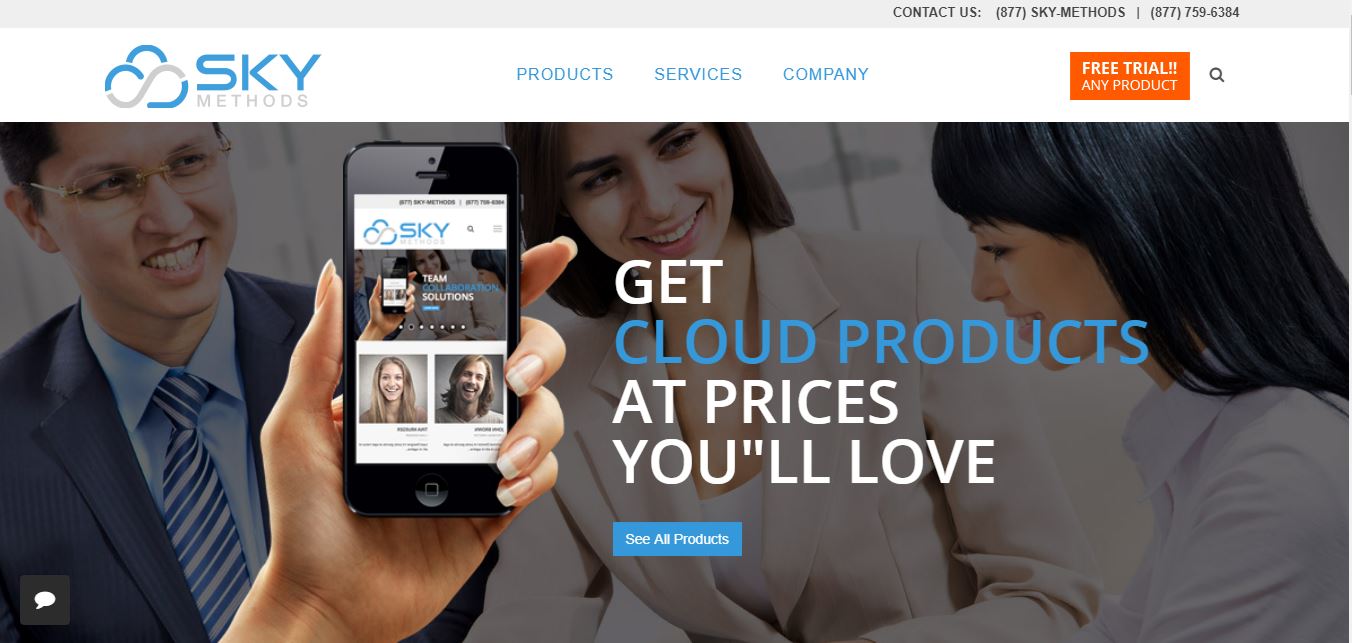 CONTACT US: (877) SKY-METHODS | (877) 759-6384
SKY
METHODS
PRODUCTS SERVICES COMPANY
FREE TRIAL!!
ANY PRODUCT
(877) SKY-METHODS | (877) 759-6384
SKY
METHODS
TEAM
COLLABORATION
SOLUTIONS
GET
CLOUD PRODUCTS
AT PRICES
YOU"LL LOVE
See All Products